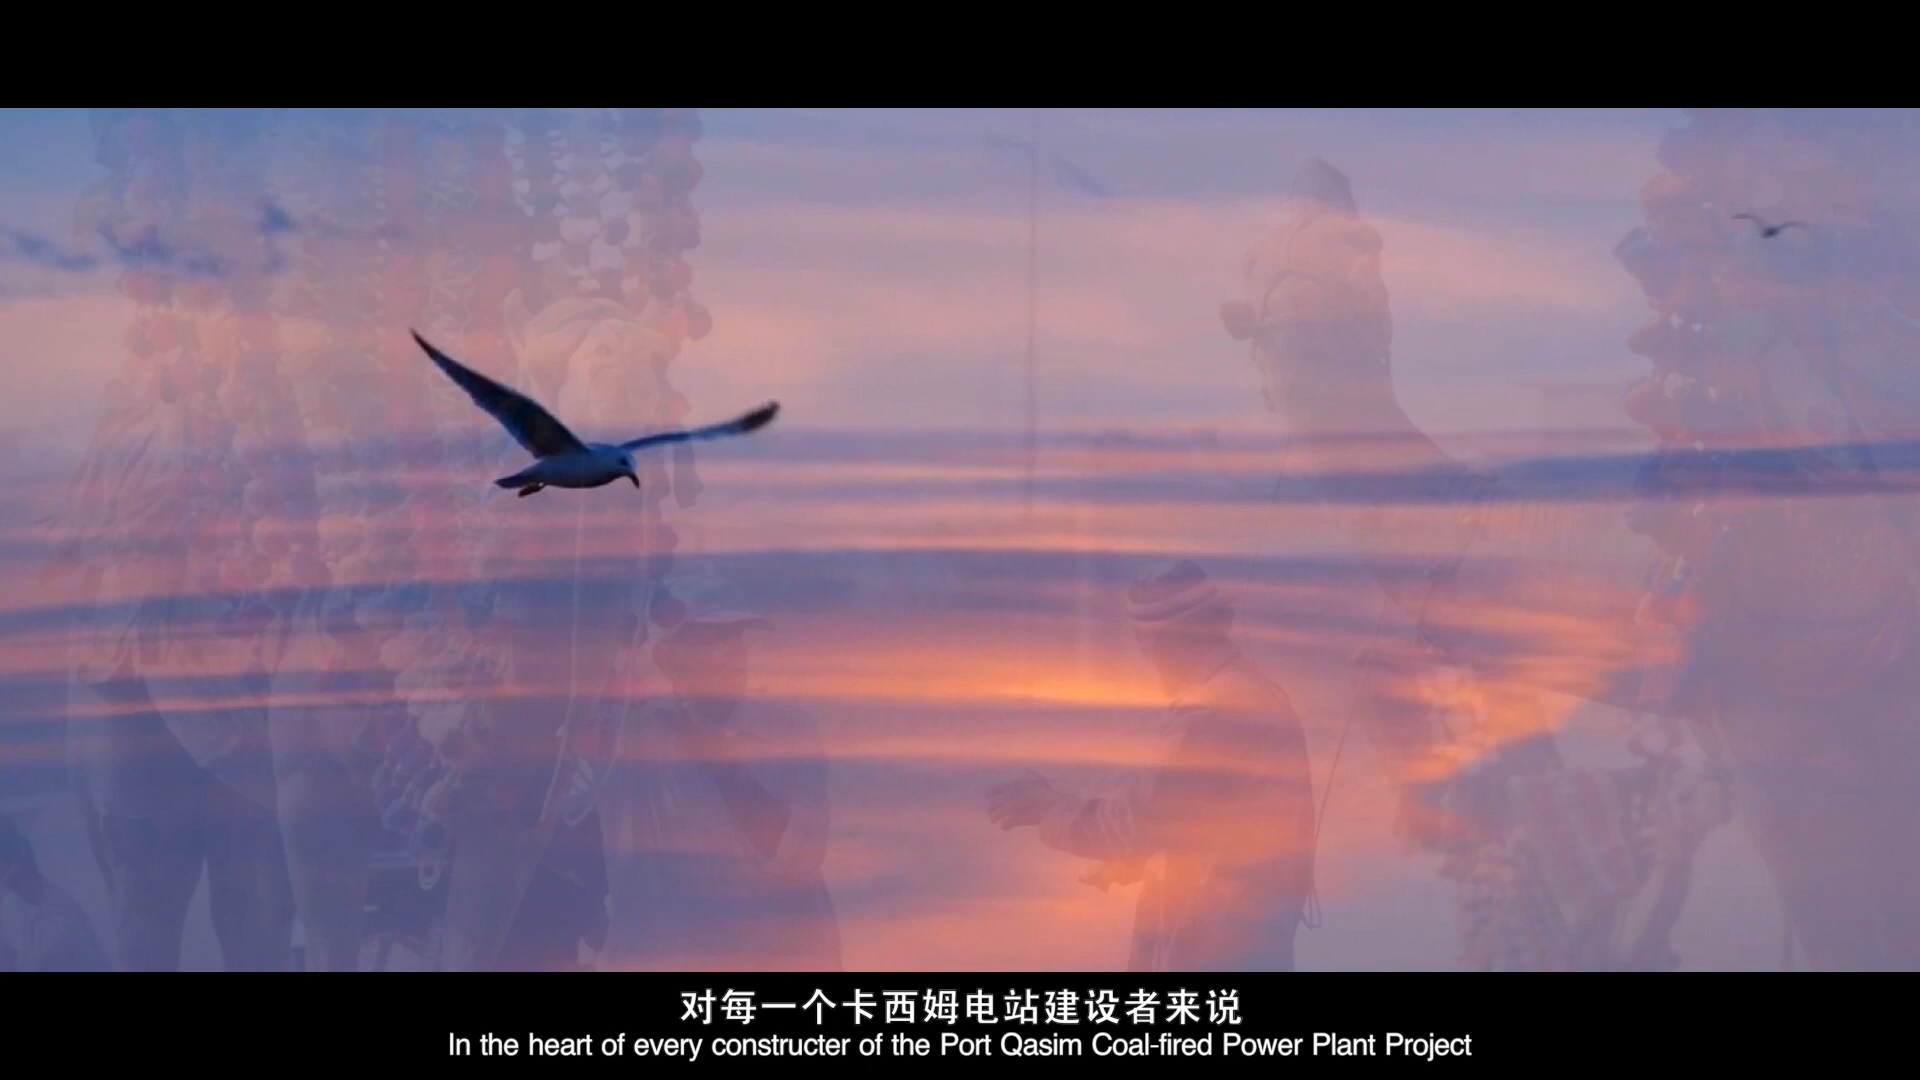 对每一个卡西姆电站建设者来说
In the heart of every constructer of the Port Qasim Coal-fired Power Plant Project